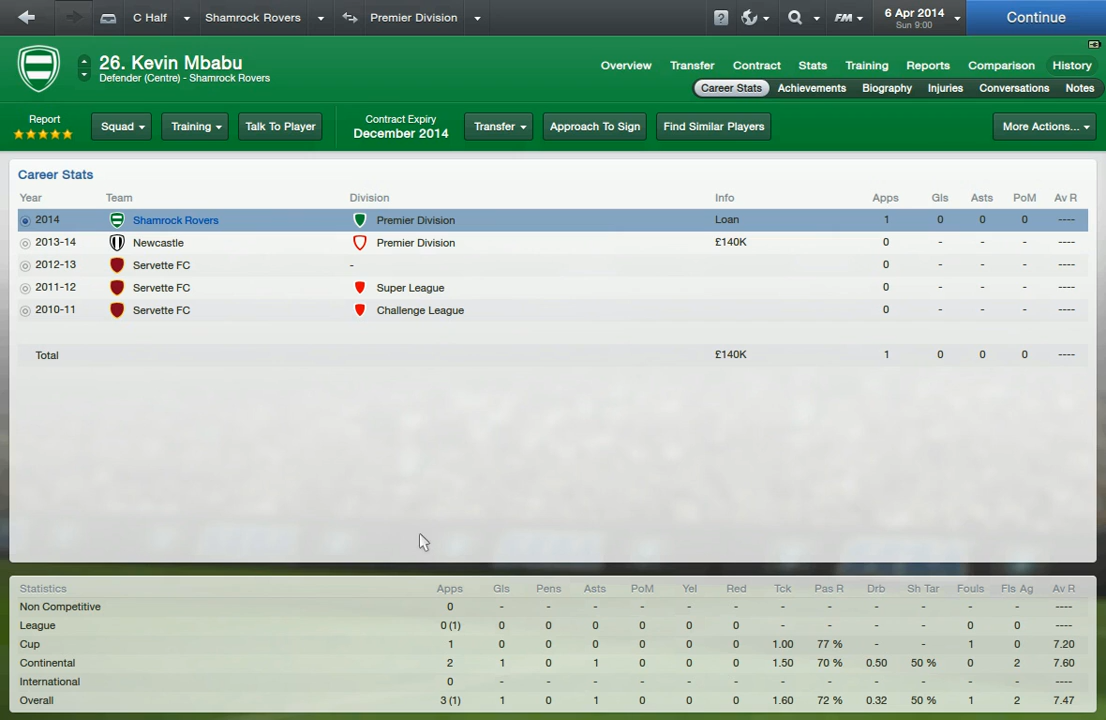 C Half Shamrock Rovers Premier Division ? FM 6 Apr 2014 Sun 9:00 Continue
26. Kevin Mbabu
Defender (Centre) - Shamrock Rovers
Overview Transfer Contract Stats Training Reports Comparison History
Career Stats Achievements Biography Injuries Conversations Notes
Report Squad Training Talk To Player Contract Expiry December 2014 Transfer Approach To Sign Find Similar Players More Actions...
Career Stats
Year Team Division Info Apps Gls Asts PoM Av R
2014 Shamrock Rovers Premier Division Loan 1 0 0 0 ----
2013-14 Newcastle Premier Division £140K 0 - - - ----
2012-13 Servette FC - 0 - - - ----
2011-12 Servette FC Super League 0 - - - ----
2010-11 Servette FC Challenge League 0 - - - ----
Total £140K 1 0 0 0 ----
Statistics Apps Gls Pens Asts PoM Yel Red Tck Pas R Drb Sh Tar Fouls Fls Ag Av R
Non Competitive 0 - - - - - - - - - - - - ----
League 0 (1) 0 0 0 0 0 0 - - - - 0 0 ----
Cup 1 0 0 0 0 0 0 1.00 77 % - - 1 0 7.20
Continental 2 1 0 1 0 0 0 1.50 70 % 0.50 50 % 0 2 7.60
International 0 - - - - - - - - - - - - ----
Overall 3 (1) 1 0 1 0 0 0 1.60 72 % 0.32 50 % 1 2 7.47